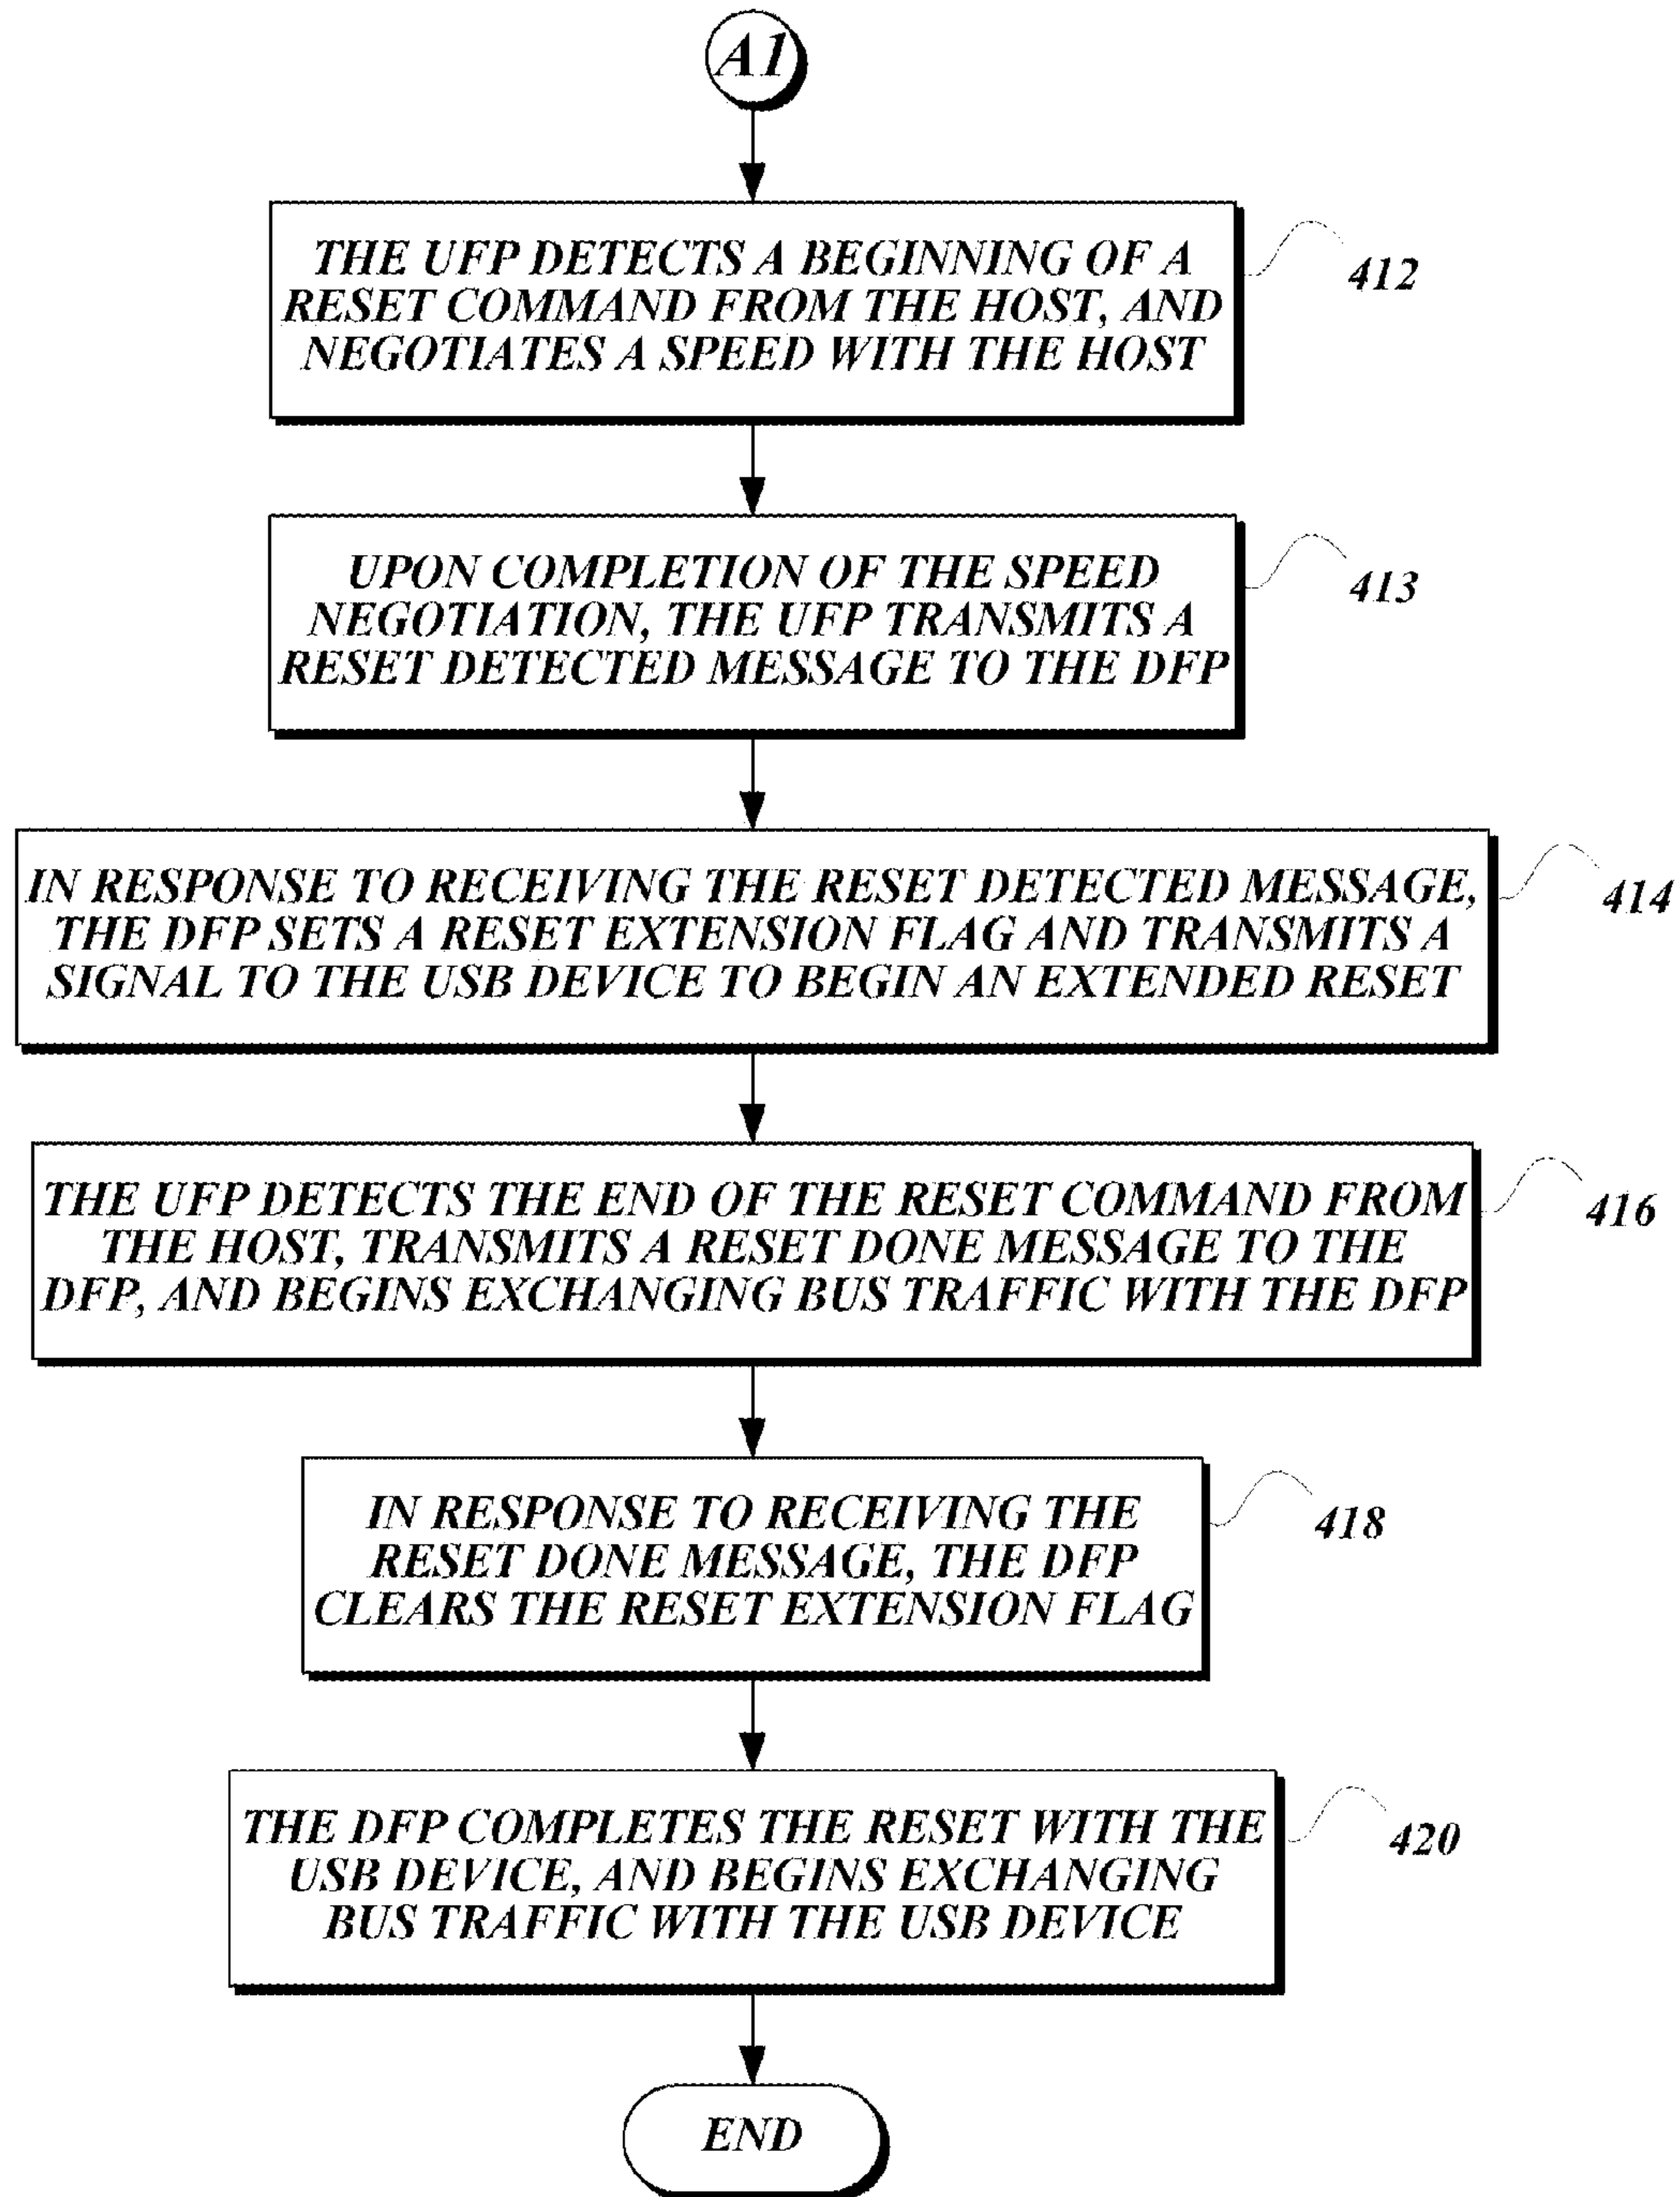 A1
THE UFP DETECTS A BEGINNING OF A
RESET COMMAND FROM THE HOST, AND
NEGOTIATES A SPEED WITH THE HOST
412
UPON COMPLETION OF THE SPEED
NEGOTIATION, THE UFP TRANSMITS A
RESET DETECTED MESSAGE TO THE DFP
413
IN RESPONSE TO RECEIVING THE RESET DETECTED MESSAGE,
THE DFP SETS A RESET EXTENSION FLAG AND TRANSMITS A
SIGNAL TO THE USB DEVICE TO BEGIN AN EXTENDED RESET
414
THE UFP DETECTS THE END OF THE RESET COMMAND FROM
THE HOST, TRANSMITS A RESET DONE MESSAGE TO THE
DFP, AND BEGINS EXCHANGING BUS TRAFFIC WITH THE DFP
416
IN RESPONSE TO RECEIVING THE
RESET DONE MESSAGE, THE DFP
CLEARS THE RESET EXTENSION FLAG
418
THE DFP COMPLETES THE RESET WITH THE
USB DEVICE, AND BEGINS EXCHANGING
BUS TRAFFIC WITH THE USB DEVICE
420
END